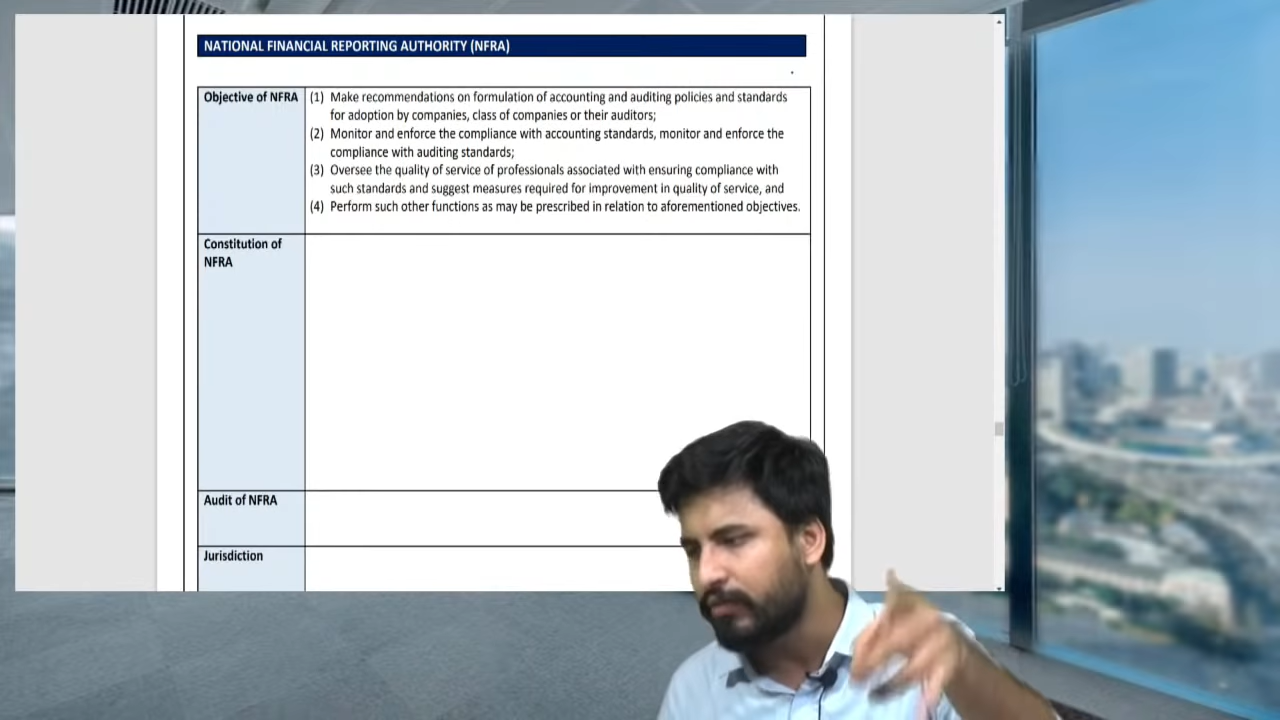 NATIONAL FINANCIAL REPORTING AUTHORITY (NFRA)
Objective of NFRA
(1) Make recommendations on formulation of accounting and auditing policies and standards
for adoption by companies, class of companies or their auditors;
(2) Monitor and enforce the compliance with accounting standards, monitor and enforce the
compliance with auditing standards;
(3) Oversee the quality of service of professionals associated with ensuring compliance with
such standards and suggest measures required for improvement in quality of service, and
(4) Perform such other functions as may be prescribed in relation to aforementioned objectives.
Constitution of
NFRA
Audit of NFRA
Jurisdiction